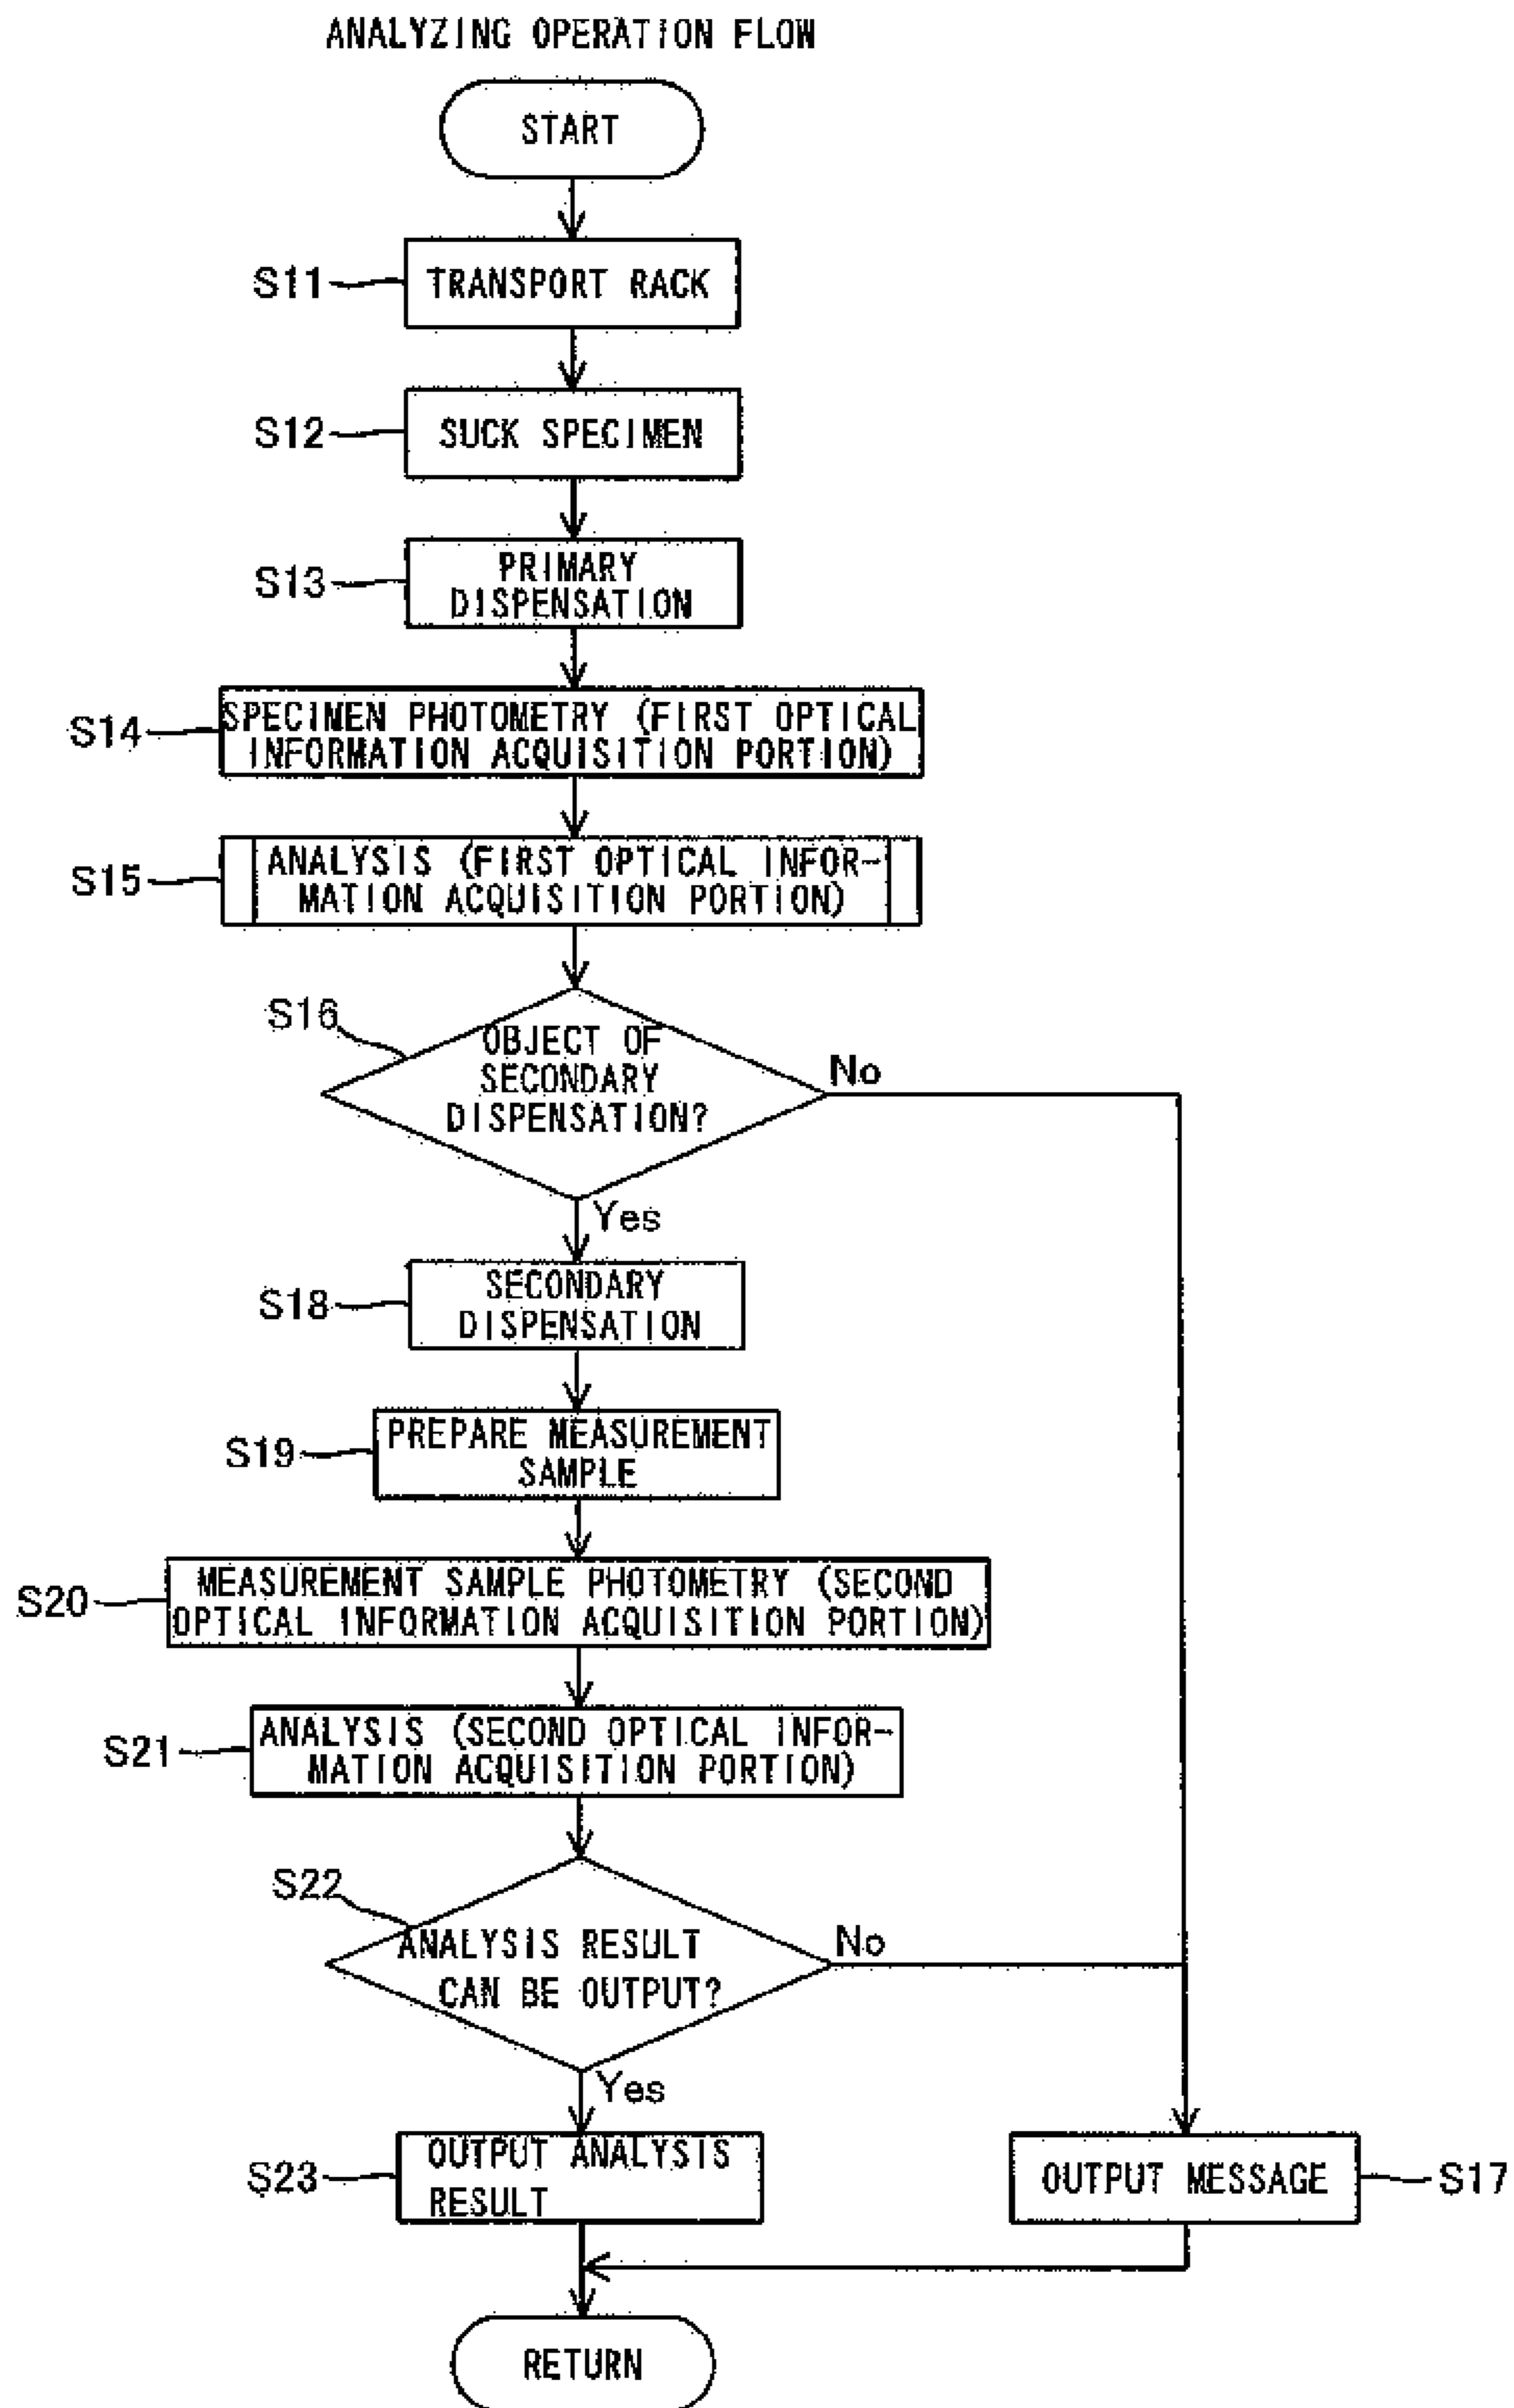 ANALYZING OPERATION FLOW
START
S11
TRANSPORT RACK
S12
SUCK SPECIMEN
S13
PRIMARY
DISPENSATION
S14
SPECIMEN PHOTOMETRY (FIRST OPTICAL
INFORMATION ACQUISITION PORTION)
S15
ANALYSIS (FIRST OPTICAL INFOR-
MATION ACQUISITION PORTION)
S16
OBJECT OF
SECONDARY
DISPENSATION?
No
Yes
S18
SECONDARY
DISPENSATION
S19
PREPARE MEASUREMENT
SAMPLE
S20
MEASUREMENT SAMPLE PHOTOMETRY (SECOND
OPTICAL INFORMATION ACQUISITION PORTION)
S21
ANALYSIS (SECOND OPTICAL INFOR-
MATION ACQUISITION PORTION)
S22
ANALYSIS RESULT
CAN BE OUTPUT?
No
Yes
S23
OUTPUT ANALYSIS
RESULT
OUTPUT MESSAGE
S17
RETURN